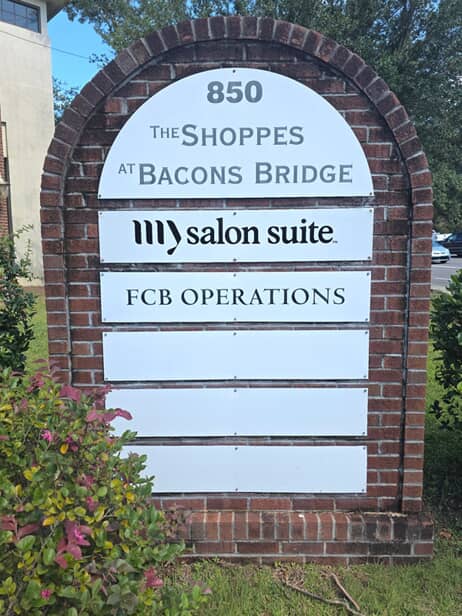 850
THE SHOPPES
AT BACONS BRIDGE
my salon suite
FCB OPERATIONS